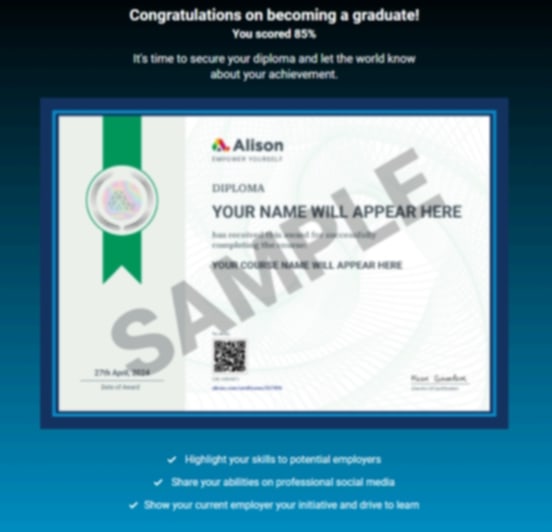 Congratulations on becoming a graduate!
You scored 85%
It's time to secure your diploma and let the world know
about your achievement.
Alison
EMPOWER YOURSELF
DIPLOMA
YOUR NAME WILL APPEAR HERE
has received this award for successfully
completing the course:
YOUR COURSE NAME WILL APPEAR HERE
SAMPLE
27th April, 2024
Date of Award
Highlight your skills to potential employers
Share your abilities on professional social media
Show your current employer your initiative and drive to learn